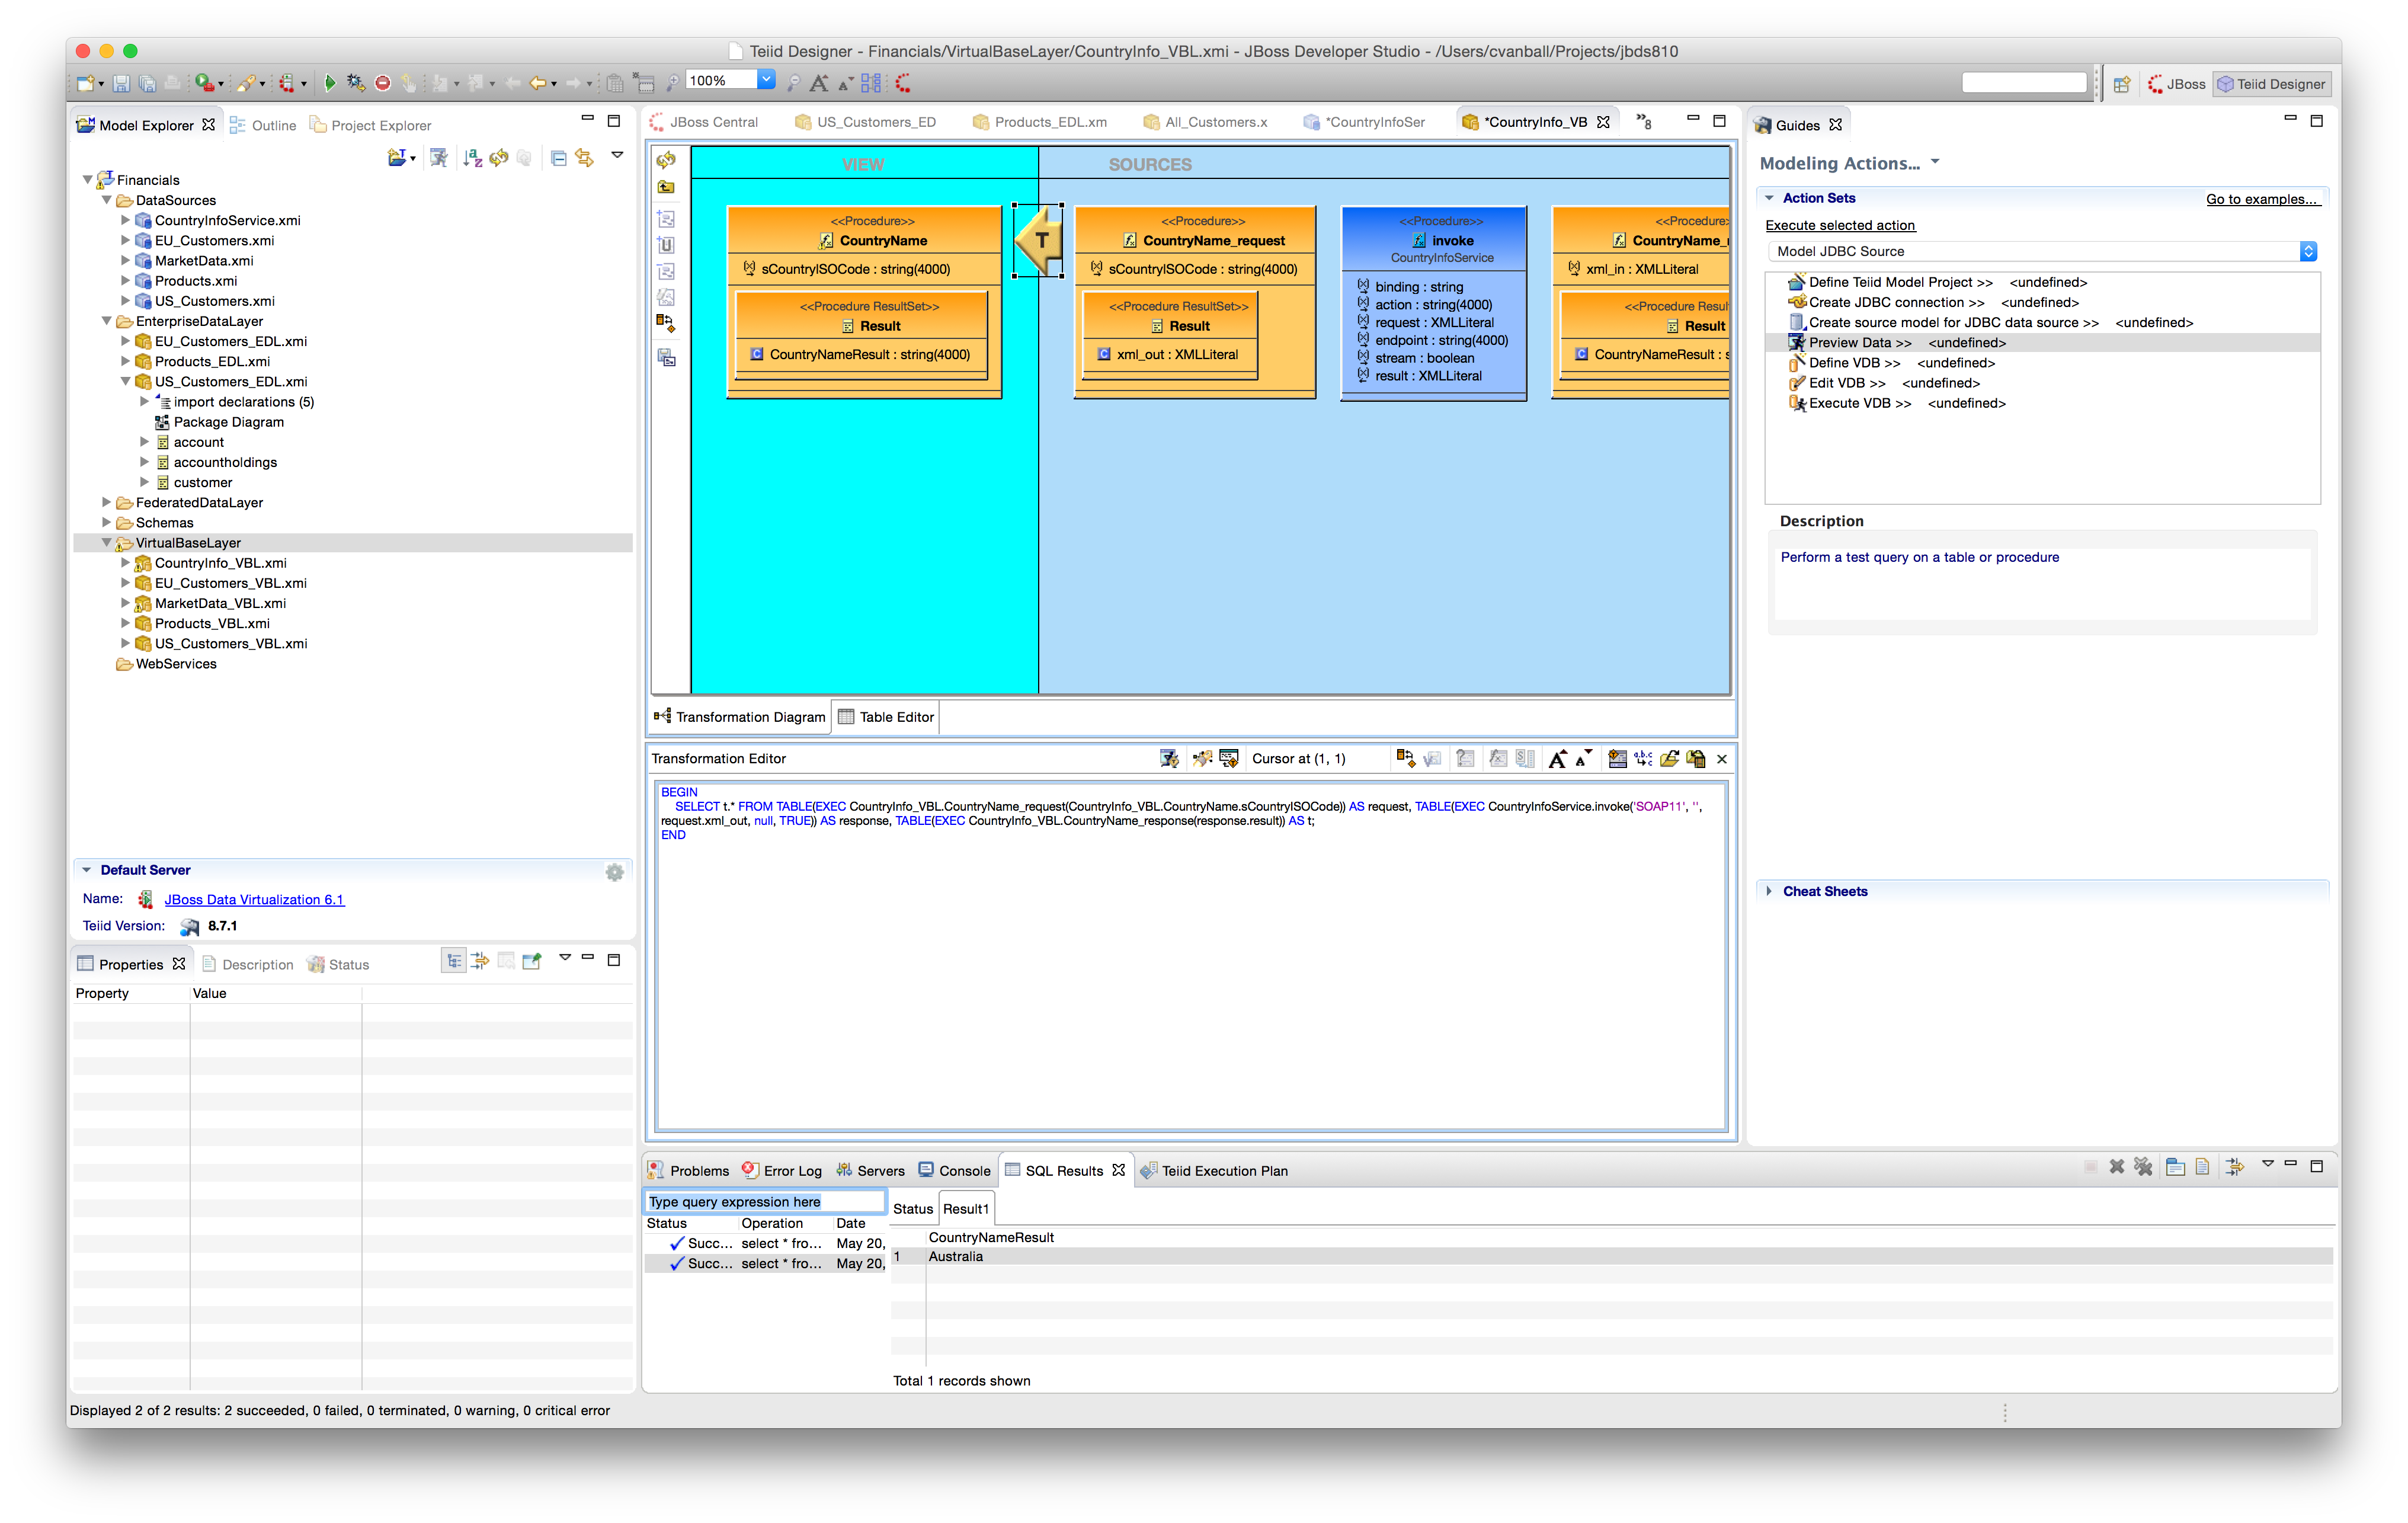 Teiid Designer - Financials/VirtualBaseLayer/CountryInfo_VBL.xmi - JBoss Developer Studio - /Users/cvanball/Projects/jbds810
100%
JBoss
Teiid Designer
Model Explorer
Outline
Project Explorer
Financials
DataSources
CountryInfoService.xmi
EU_Customers.xmi
MarketData.xmi
Products.xmi
US_Customers.xmi
EnterpriseDataLayer
EU_Customers_EDL.xmi
Products_EDL.xmi
US_Customers_EDL.xmi
import declarations (5)
Package Diagram
account
accountholdings
customer
FederatedDataLayer
Schemas
VirtualBaseLayer
CountryInfo_VBL.xmi
EU_Customers_VBL.xmi
MarketData_VBL.xmi
Products_VBL.xmi
US_Customers_VBL.xmi
WebServices
Default Server
Name: JBoss Data Virtualization 6.1
Teiid Version: 8.7.1
Properties
Description
Status
Property Value
JBoss Central
US_Customers_ED
Products_EDL.xm
All_Customers.x
*CountryInfoSer
*CountryInfo_VB
»8
VIEW
SOURCES
<<Procedure>>
CountryName
sCountryISOCode : string(4000)
<<Procedure ResultSet>>
Result
CountryNameResult : string(4000)
T
<<Procedure>>
CountryName_request
sCountryISOCode : string(4000)
<<Procedure ResultSet>>
Result
xml_out : XMLLiteral
<<Procedure>>
invoke
CountryInfoService
binding : string
action : string(4000)
request : XMLLiteral
endpoint : string(4000)
stream : boolean
result : XMLLiteral
<<Procedure>
CountryName_r
xml_in : XMLLiteral
<<Procedure Resul
Result
CountryNameResult : s
Transformation Diagram
Table Editor
Transformation Editor
Cursor at (1, 1)
BEGIN
SELECT t.* FROM TABLE(EXEC CountryInfo_VBL.CountryName_request(CountryInfo_VBL.CountryName.sCountryISOCode)) AS request, TABLE(EXEC CountryInfoService.invoke('SOAP11', '',
request.xml_out, null, TRUE)) AS response, TABLE(EXEC CountryInfo_VBL.CountryName_response(response.result)) AS t;
END
Problems
Error Log
Servers
Console
SQL Results
Teiid Execution Plan
Type query expression here
Status Operation Date
Succ... select * fro... May 20,
Succ... select * fro... May 20,
Status
Result1
CountryNameResult
1 Australia
Total 1 records shown
Guides
Modeling Actions...
Action Sets
Go to examples...
Execute selected action
Model JDBC Source
Define Teiid Model Project >> <undefined>
Create JDBC connection >> <undefined>
Create source model for JDBC data source >> <undefined>
Preview Data >> <undefined>
Define VDB >> <undefined>
Edit VDB >> <undefined>
Execute VDB >> <undefined>
Description
Perform a test query on a table or procedure
Cheat Sheets
Displayed 2 of 2 results: 2 succeeded, 0 failed, 0 terminated, 0 warning, 0 critical error